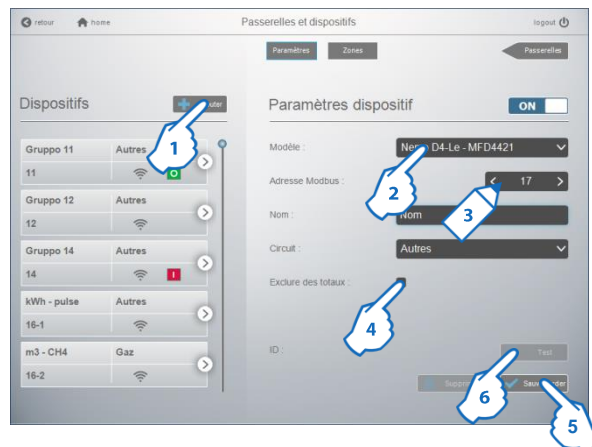 retour home Passerelles et dispositifs logout
Paramètres Zones Passerelles
Dispositifs
Paramètres dispositif ON
1
Gruppo 11 Autres
11 O
Gruppo 12 Autres
12
Gruppo 14 Autres
14 I
kWh - pulse Autres
16-1
m3 - CH4 Gaz
16-2
Modèle : Nemo D4-Le - MFD4421
2
Adresse Modbus : < 17 >
3
Nom : Nom
Circuit : Autres
Exclure des totaux :
4
ID : Test
6
5